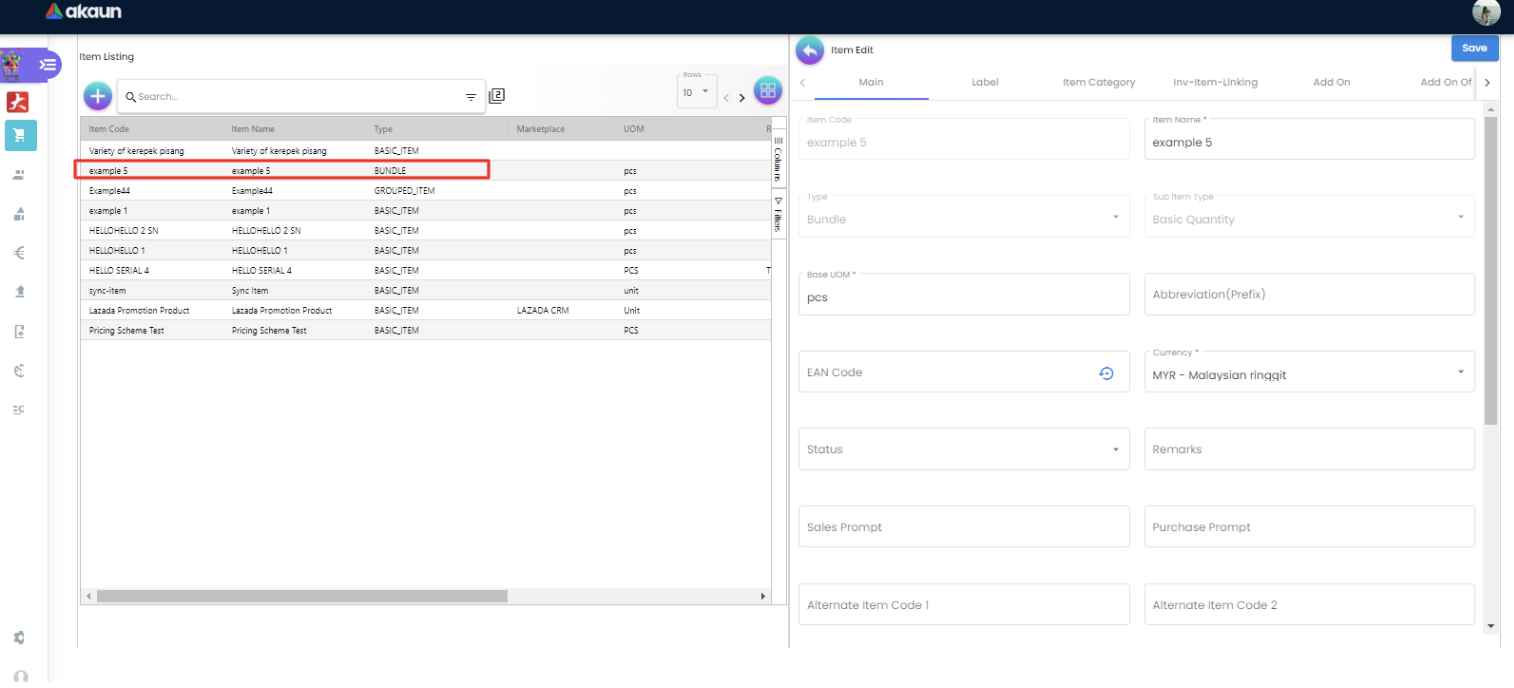 akaun
Item Listing
Search...
2
Rows
10
Item Code Item Name Type Marketplace UOM R
Variety of kerepek pisang Variety of kerepek pisang BASIC_ITEM
example 5 example 5 BUNDLE pcs
Example44 Example44 GROUPED_ITEM pcs
example 1 example 1 BASIC_ITEM pcs
HELLOHELLO 2 SN HELLOHELLO 2 SN BASIC_ITEM pcs
HELLOHELLO 1 HELLOHELLO 1 BASIC_ITEM pcs
HELLO SERIAL 4 HELLO SERIAL 4 BASIC_ITEM PCS T
sync-item Sync Item BASIC_ITEM unit
Lazada Promotion Product Lazada Promotion Product BASIC_ITEM LAZADA CRM Unit
Pricing Scheme Test Pricing Scheme Test BASIC_ITEM PCS
Columns
Filters
Item Edit
Save
Main Label Item Category Inv-Item-Linking Add On Add On Of
Item Code
example 5
Item Name *
example 5
Type
Bundle
Sub Item Type
Basic Quantity
Base UOM *
pcs
Abbreviation(Prefix)
EAN Code
Currency *
MYR - Malaysian ringgit
Status
Remarks
Sales Prompt
Purchase Prompt
Alternate Item Code 1
Alternate Item Code 2